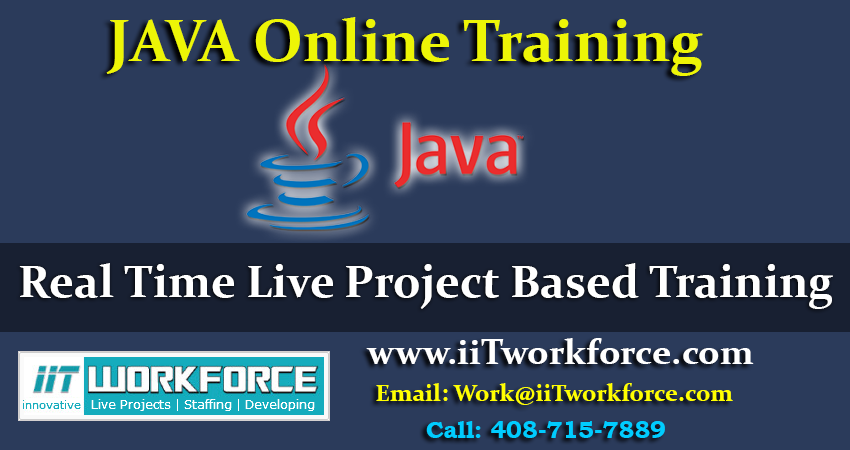 JAVA Online Training
Java™
Real Time Live Project Based Training
www.iiTworkforce.com
iiT WORKFORCE
innovative Live Projects | Staffing | Developing
Email: Work@iiTworkforce.com
Call: 408-715-7889